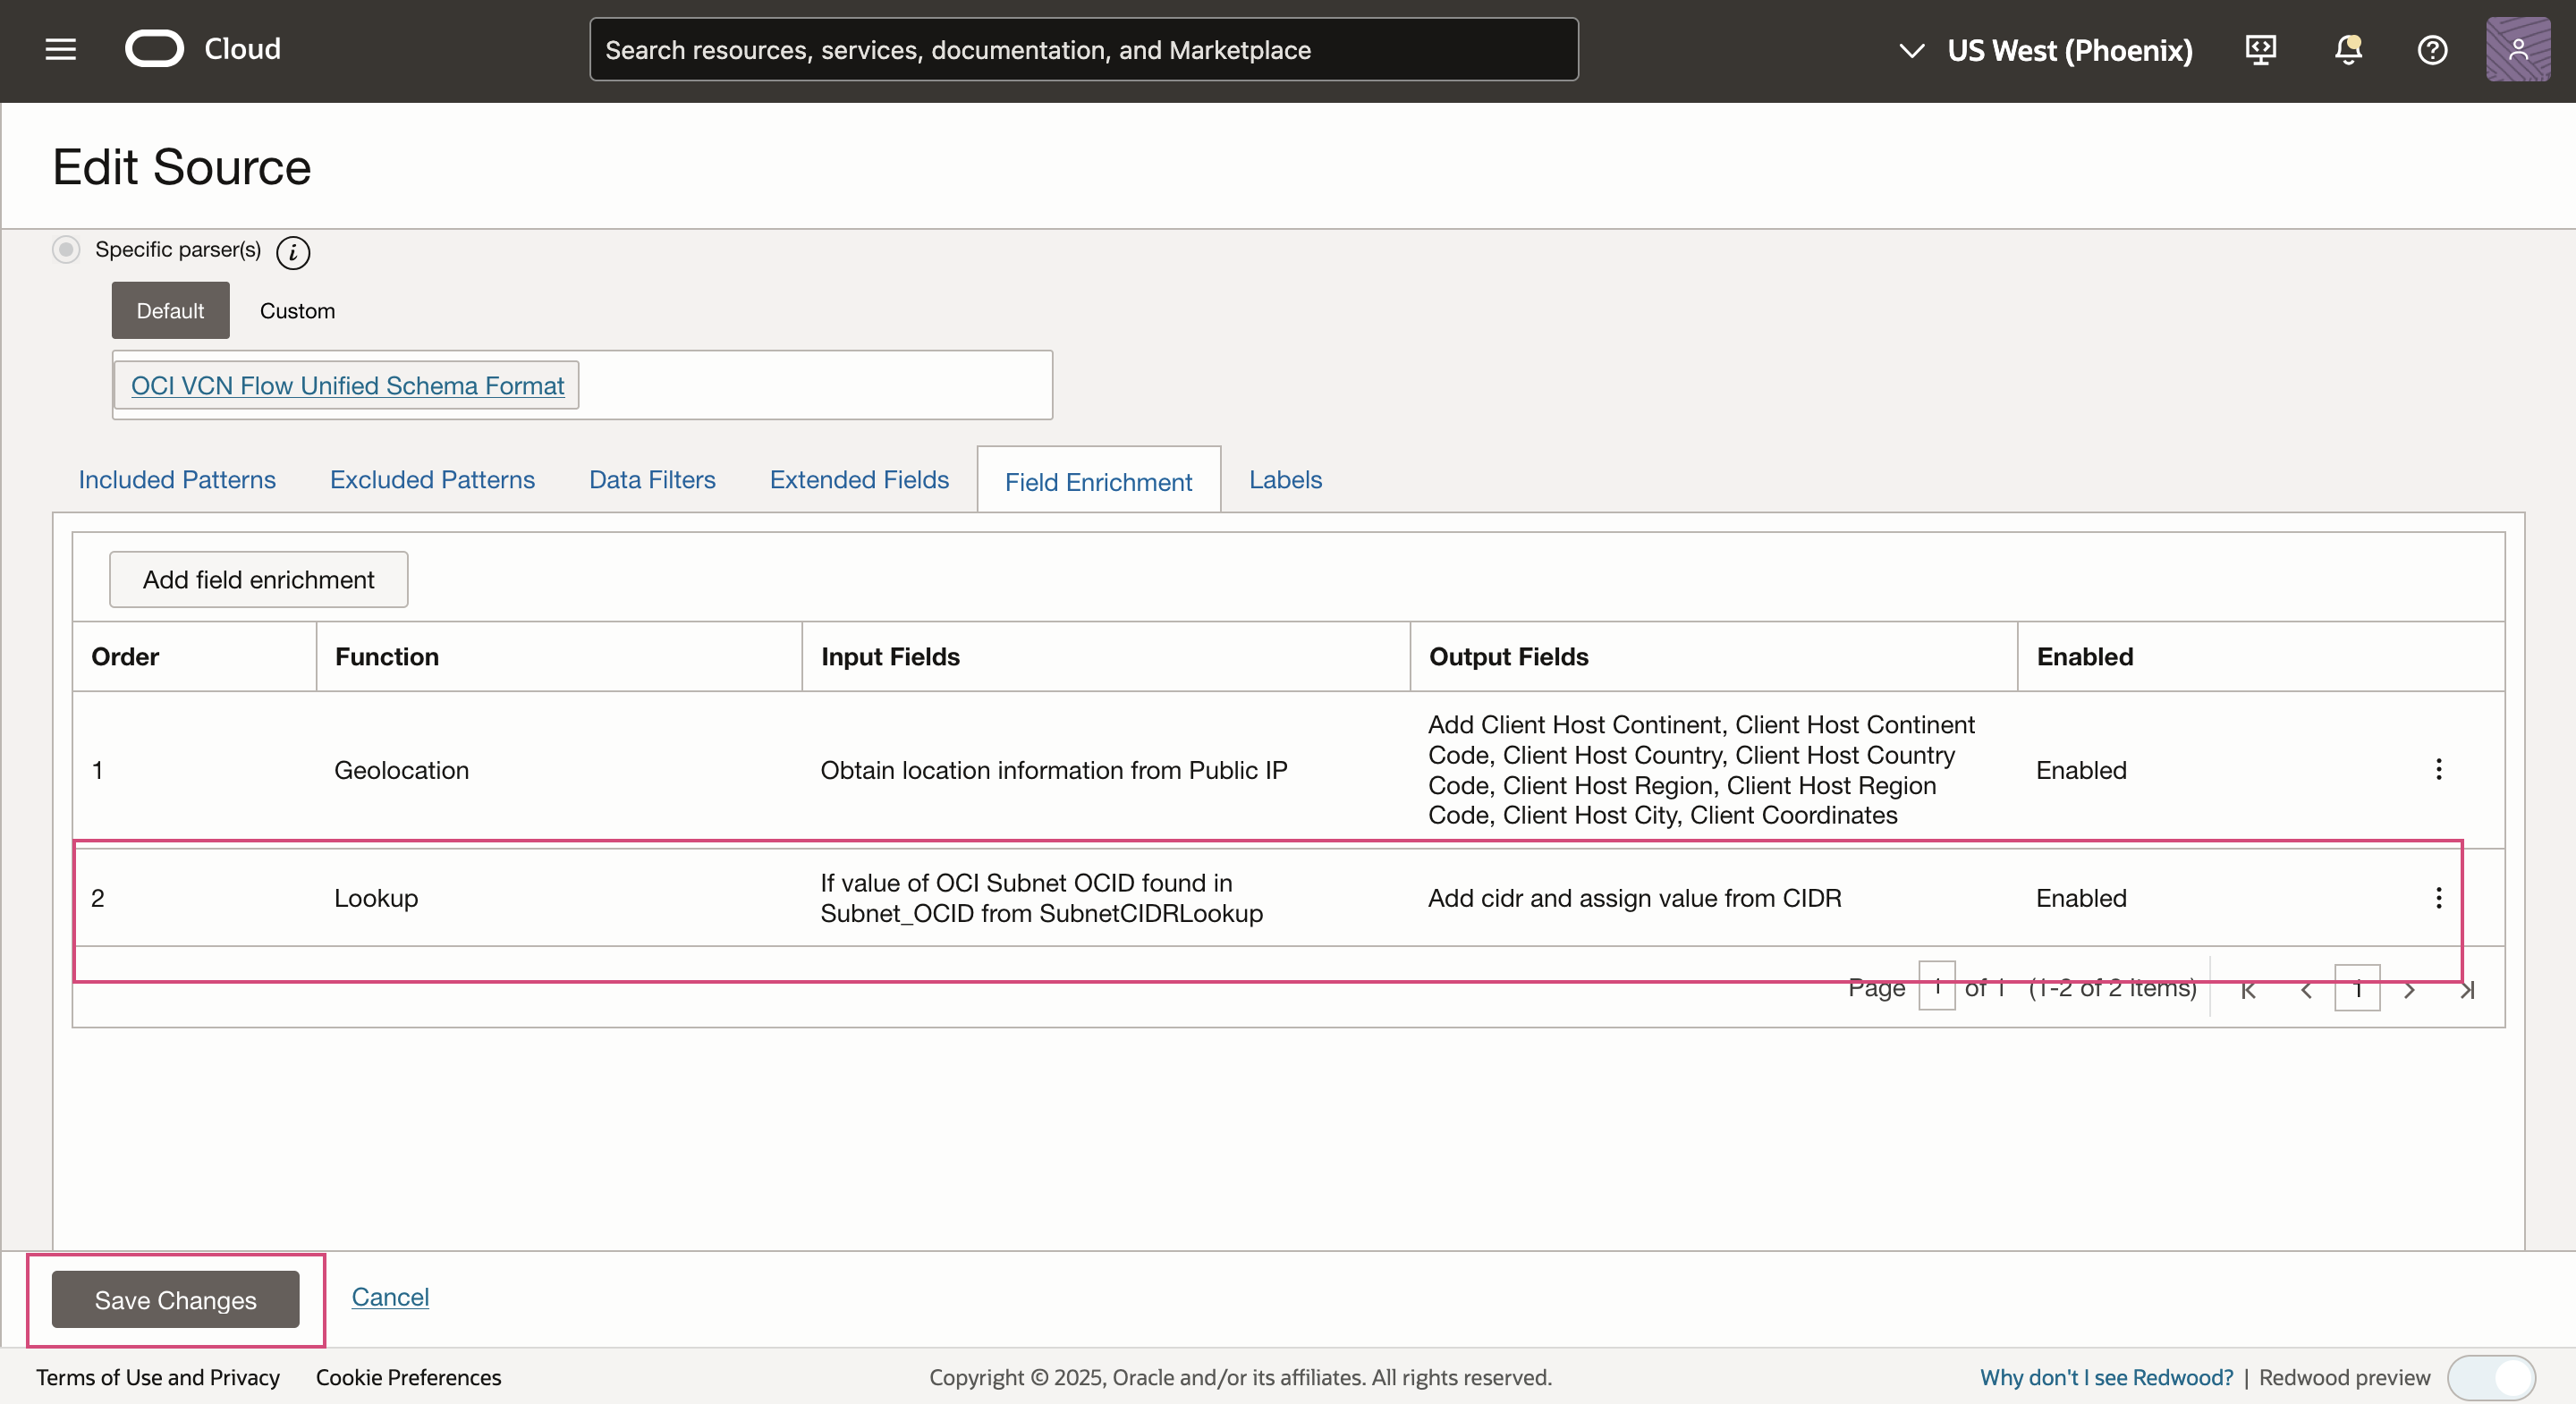 Cloud
Search resources, services, documentation, and Marketplace
US West (Phoenix)
Edit Source
Specific parser(s)
Default
Custom
OCI VCN Flow Unified Schema Format
Included Patterns
Excluded Patterns
Data Filters
Extended Fields
Field Enrichment
Labels
Add field enrichment
Order
Function
Input Fields
Output Fields
Enabled
1
Geolocation
Obtain location information from Public IP
Add Client Host Continent, Client Host Continent
Code, Client Host Country, Client Host Country
Code, Client Host Region, Client Host Region
Code, Client Host City, Client Coordinates
Enabled
2
Lookup
If value of OCI Subnet OCID found in
Subnet_OCID from SubnetCIDRLookup
Add cidr and assign value from CIDR
Enabled
Page 1 of 1 (1-2 of 2 Items)
1
Save Changes
Cancel
Terms of Use and Privacy
Cookie Preferences
Copyright © 2025, Oracle and/or its affiliates. All rights reserved.
Why don't I see Redwood? | Redwood preview